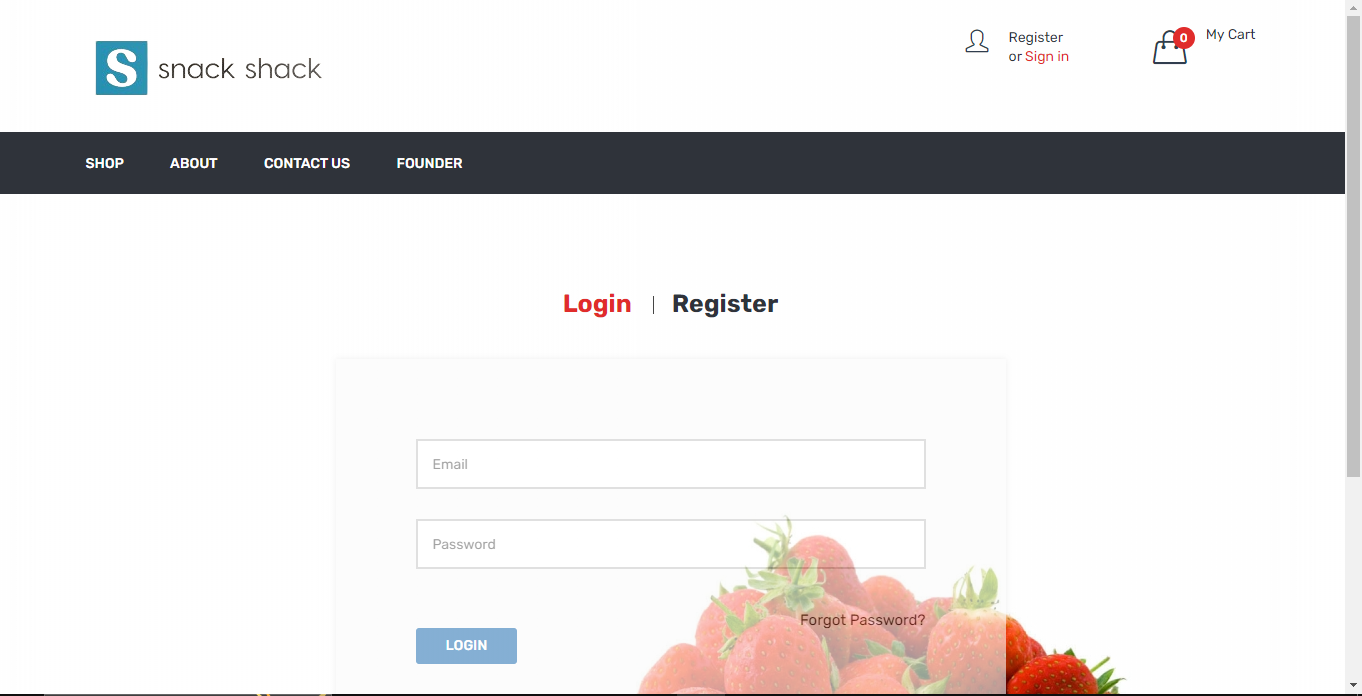 S snack shack
Register
or Sign in
0
My Cart
SHOP ABOUT CONTACT US FOUNDER
Login | Register
Email
Password
Forgot Password?
LOGIN